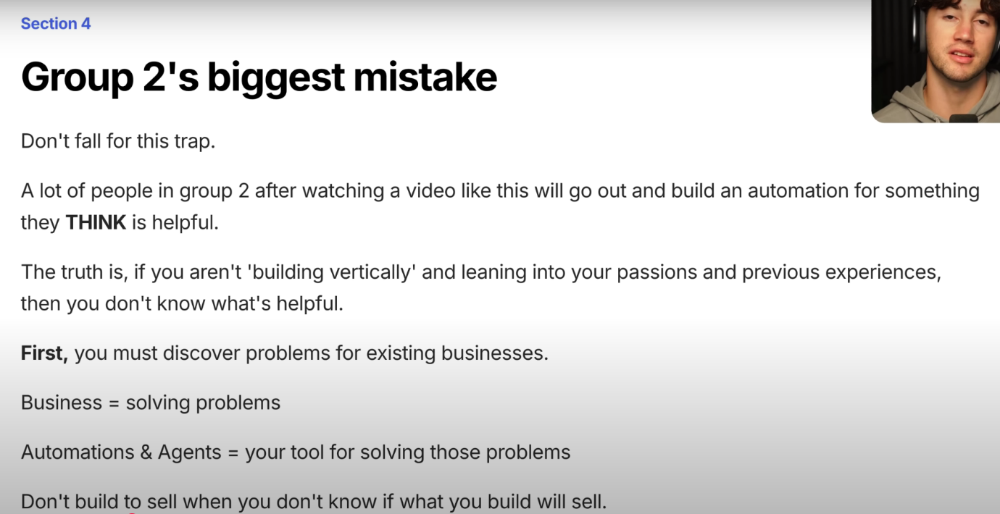 Section 4
Group 2's biggest mistake
Don't fall for this trap.
A lot of people in group 2 after watching a video like this will go out and build an automation for something
they THINK is helpful.
The truth is, if you aren't 'building vertically' and leaning into your passions and previous experiences,
then you don't know what's helpful.
First, you must discover problems for existing businesses.
Business = solving problems
Automations & Agents = your tool for solving those problems
Don't build to sell when you don't know if what you build will sell.